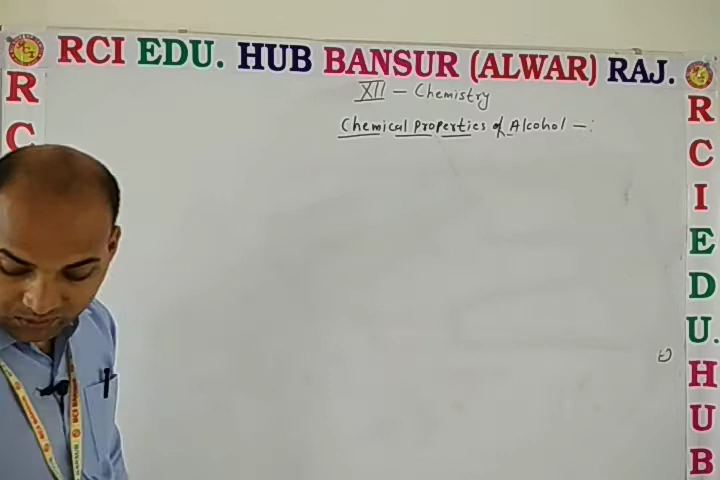 RCI EDU. HUB BANSUR (ALWAR) RAJ.
XII - Chemistry
Chemical Properties of Alcohol -:
R
C
R
C
I
E
D
U.
H
U
B